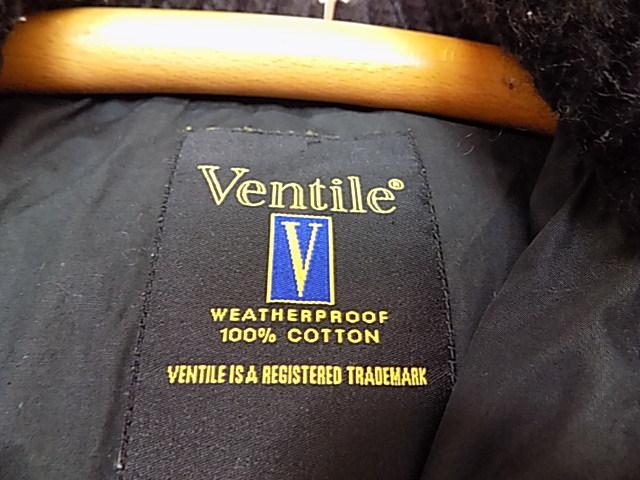 Ventile®
V
WEATHERPROOF
100% COTTON
VENTILE IS A REGISTERED TRADEMARK